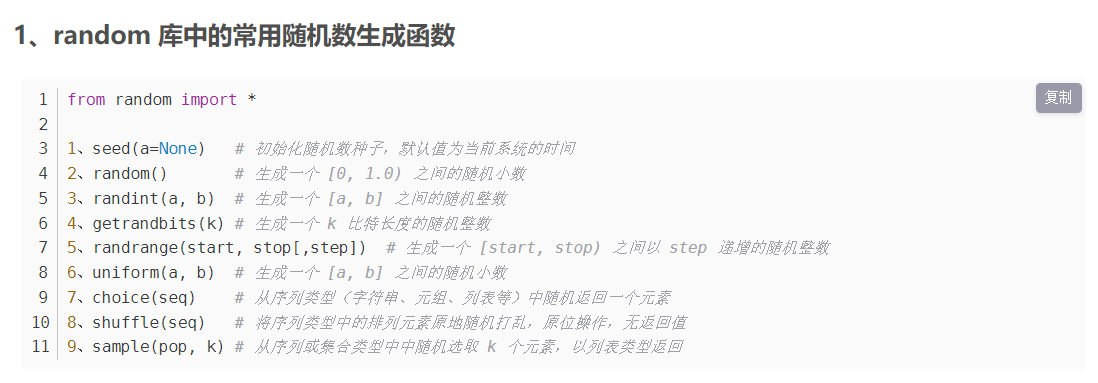 1、random 库中的常用随机数生成函数
复制
1 from random import *
2
3 1、seed(a=None)   # 初始化随机数种子，默认值为当前系统的时间
4 2、random()       # 生成一个 [0, 1.0) 之间的随机小数
5 3、randint(a, b)  # 生成一个 [a, b] 之间的随机整数
6 4、getrandbits(k) # 生成一个 k 比特长度的随机整数
7 5、randrange(start, stop[,step])  # 生成一个 [start, stop) 之间以 step 递增的随机整数
8 6、uniform(a, b)  # 生成一个 [a, b] 之间的随机小数
9 7、choice(seq)    # 从序列类型（字符串、元组、列表等）中随机返回一个元素
10 8、shuffle(seq)   # 将序列类型中的排列元素原地随机打乱，原位操作，无返回值
11 9、sample(pop, k) # 从序列或集合类型中中随机选取 k 个元素，以列表类型返回